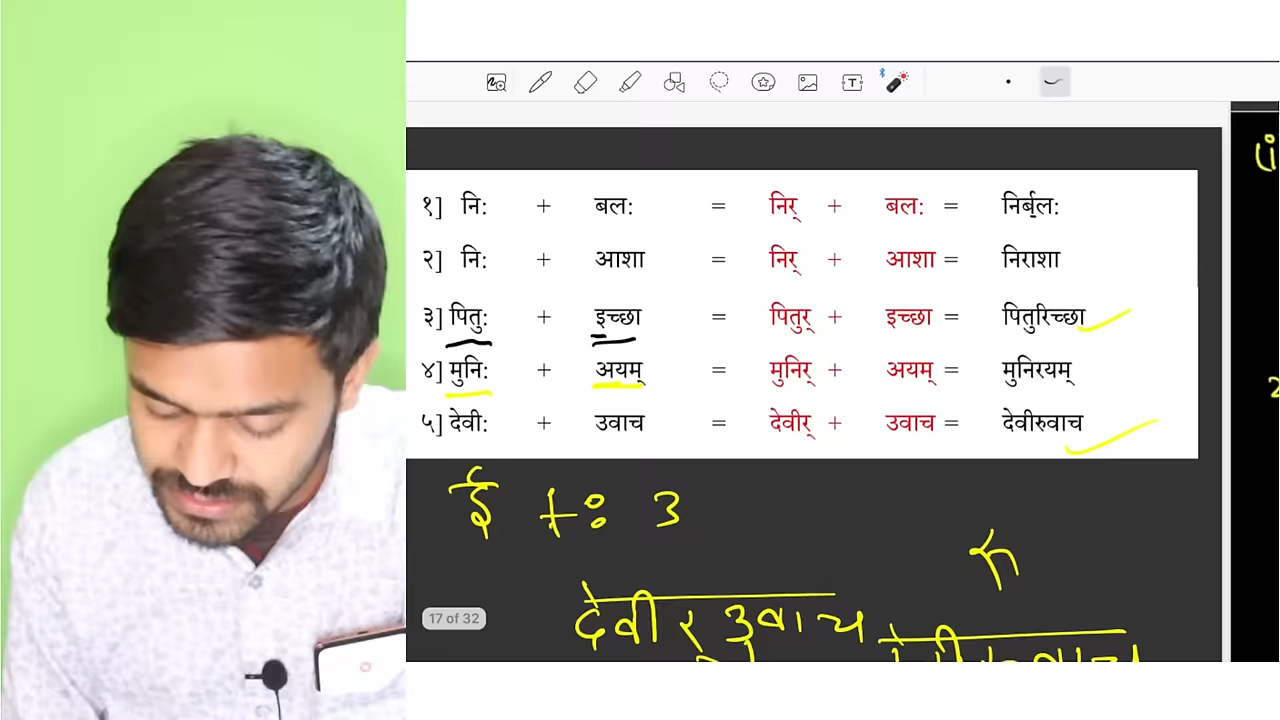 १] नि: + बल: = निर् + बल: = निर्बल:
२] नि: + आशा = निर् + आशा = निराशा
३] पितु: + इच्छा = पितुर् + इच्छा = पितुरिच्छा
४] मुनि: + अयम् = मुनिर् + अयम् = मुनिरयम्
५] देवी: + उवाच = देवीर् + उवाच = देवीरुवाच
ई + : उ
रु
17 of 32
देवी र् उवाच
देवीरुवाच
(i
2
T